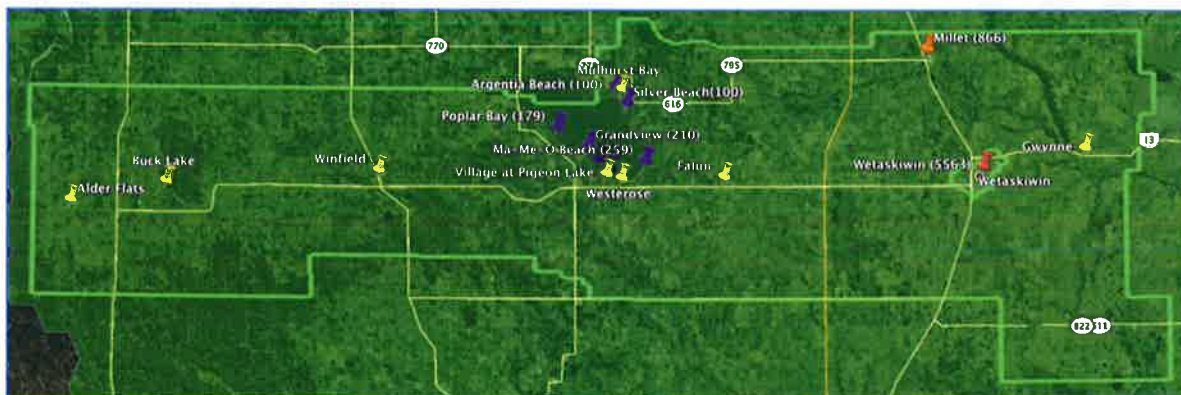 Millet (866)
770
795
Mulhurst Bay
Argentia Beach (100)
Silver Beach(100)
616
Poplar Bay (179)
Grandview (210)
13
Gwynne
Ma-Me-O Beach (259)
Buck Lake
Winfield
Wetaskiwin (5563)
Village at Pigeon Lake
Falun
Wetaskiwin
Alder Flats
Westerose
822